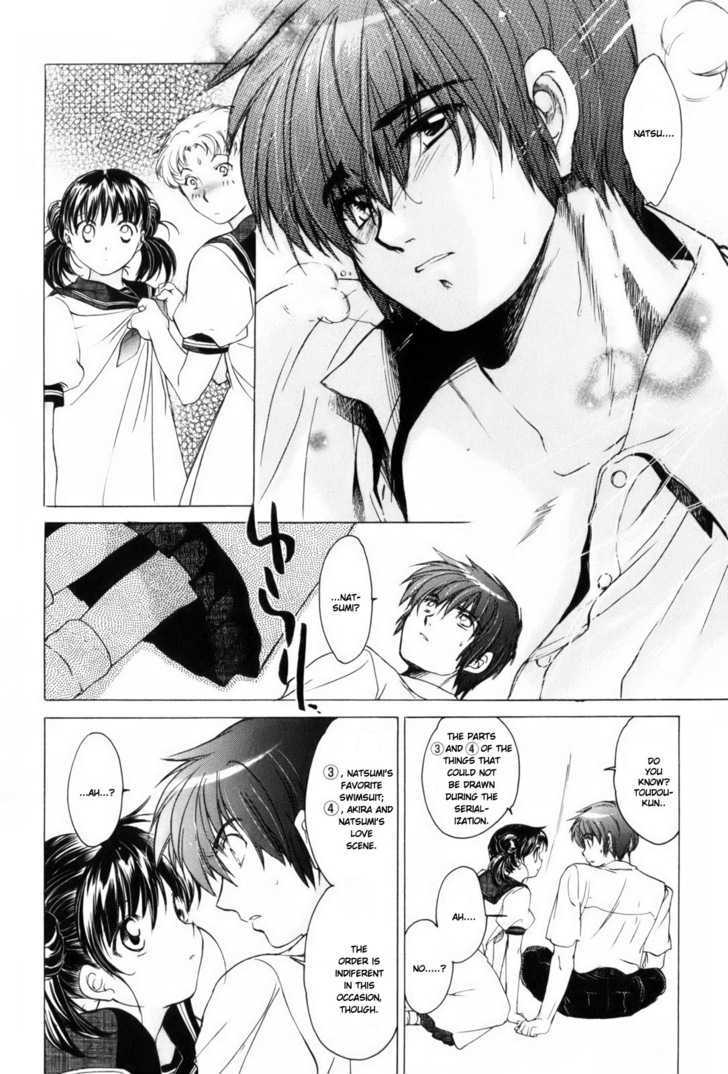 NATSU....
ゆらり
...NAT-
SUMI?
DO
YOU
KNOW?
TOUDOU-
KUN..
THE PARTS
③ AND ④ OF THE
THINGS THAT
COULD NOT
BE DRAWN
DURING THE
SERIAL-
IZATION.
AH....
NO.....?
③, NATSUMI'S
FAVORITE
SWIMSUIT;
④, AKIRA AND
NATSUMI'S
LOVE
SCENE.
THE
ORDER IS
INDIFERENT IN
THIS
OCCASION,
THOUGH.
...AH...?